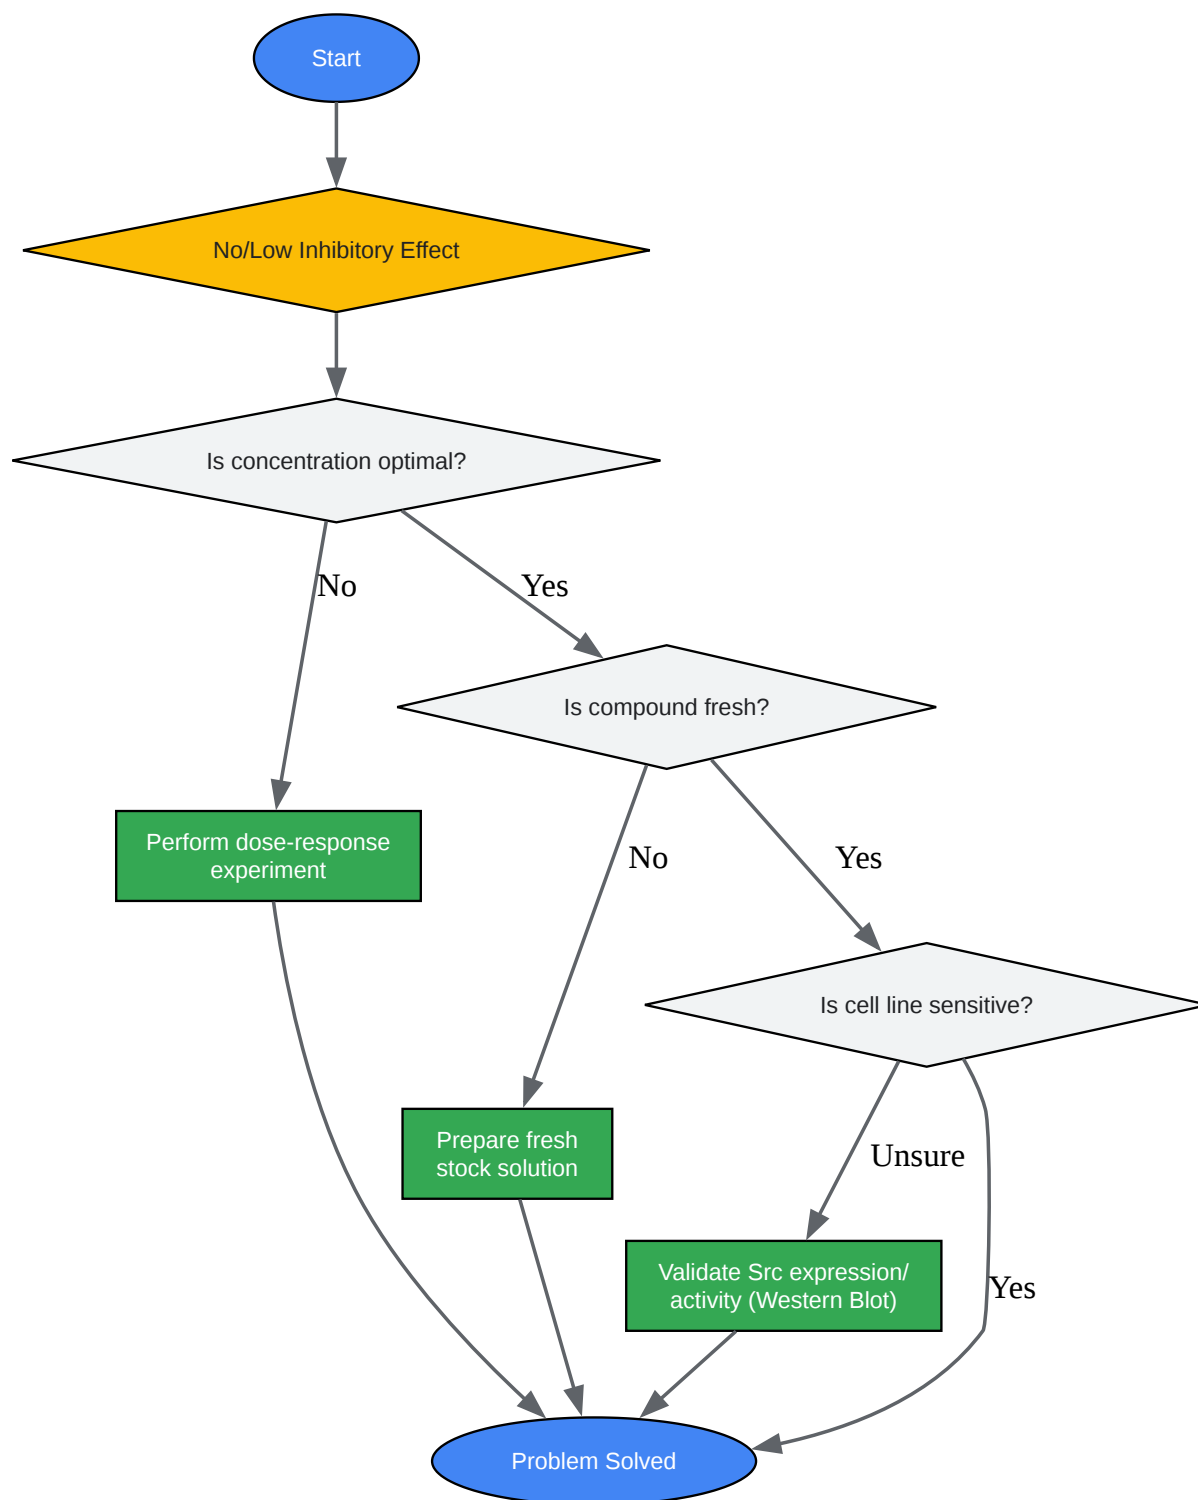 Start
No/Low Inhibitory Effect
Is concentration optimal?
No
Yes
Is compound fresh?
Perform dose-response
experiment
No
Yes
Is cell line sensitive?
Prepare fresh
stock solution
Unsure
Validate Src expression/
activity (Western Blot)
Yes
Problem Solved